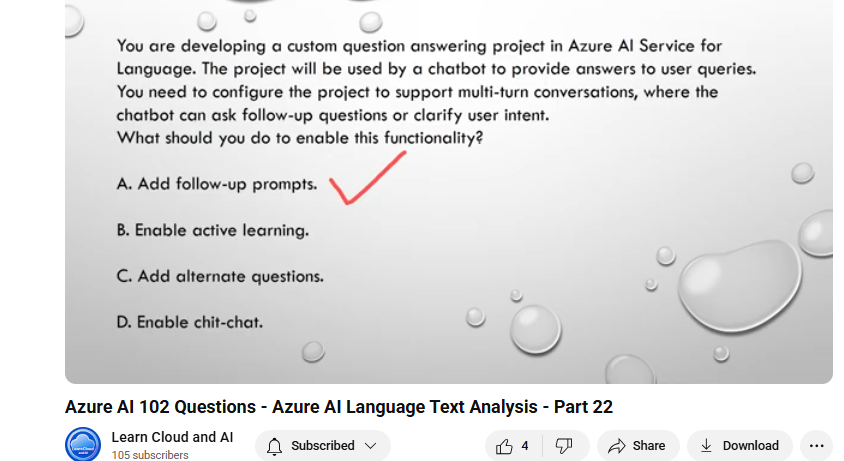 You are developing a custom question answering project in Azure AI Service for
Language. The project will be used by a chatbot to provide answers to user queries.
You need to configure the project to support multi-turn conversations, where the
chatbot can ask follow-up questions or clarify user intent.
What should you do to enable this functionality?
A. Add follow-up prompts.
B. Enable active learning.
C. Add alternate questions.
D. Enable chit-chat.
Azure AI 102 Questions - Azure AI Language Text Analysis - Part 22
Learn Cloud and AI
105 subscribers
Subscribed
4
Share
Download